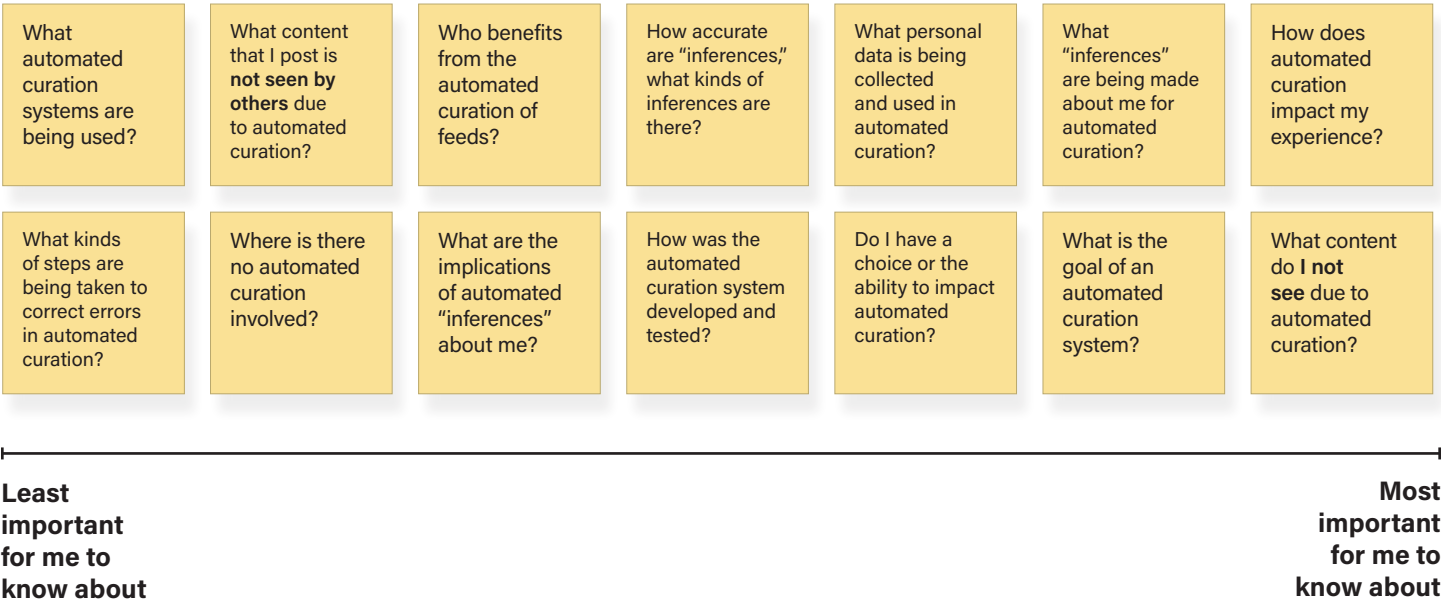 What
automated
curation
systems are
being used?
What content
that I post is
not seen by
others due
to automated
curation?
Who benefits
from the
automated
curation of
feeds?
How accurate
are “inferences,”
what kinds of
inferences are
there?
What personal
data is being
collected
and used in
automated
curation?
What
“inferences”
are being made
about me for
automated
curation?
How does
automated
curation
impact my
experience?
What kinds
of steps are
being taken to
correct errors
in automated
curation?
Where is there
no automated
curation
involved?
What are the
implications
of automated
“inferences”
about me?
How was the
automated
curation system
developed and
tested?
Do I have a
choice or the
ability to impact
automated
curation?
What is the
goal of an
automated
curation
system?
What content
do I not
see due to
automated
curation?
Least
important
for me to
know about
Most
important
for me to
know about